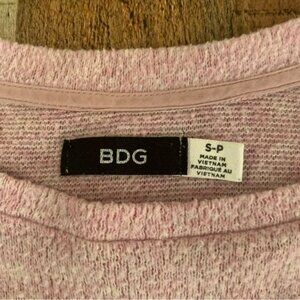 BDG
S-P
MADE IN
VIETNAM
FABRIQUÉ AU
VIETNAM